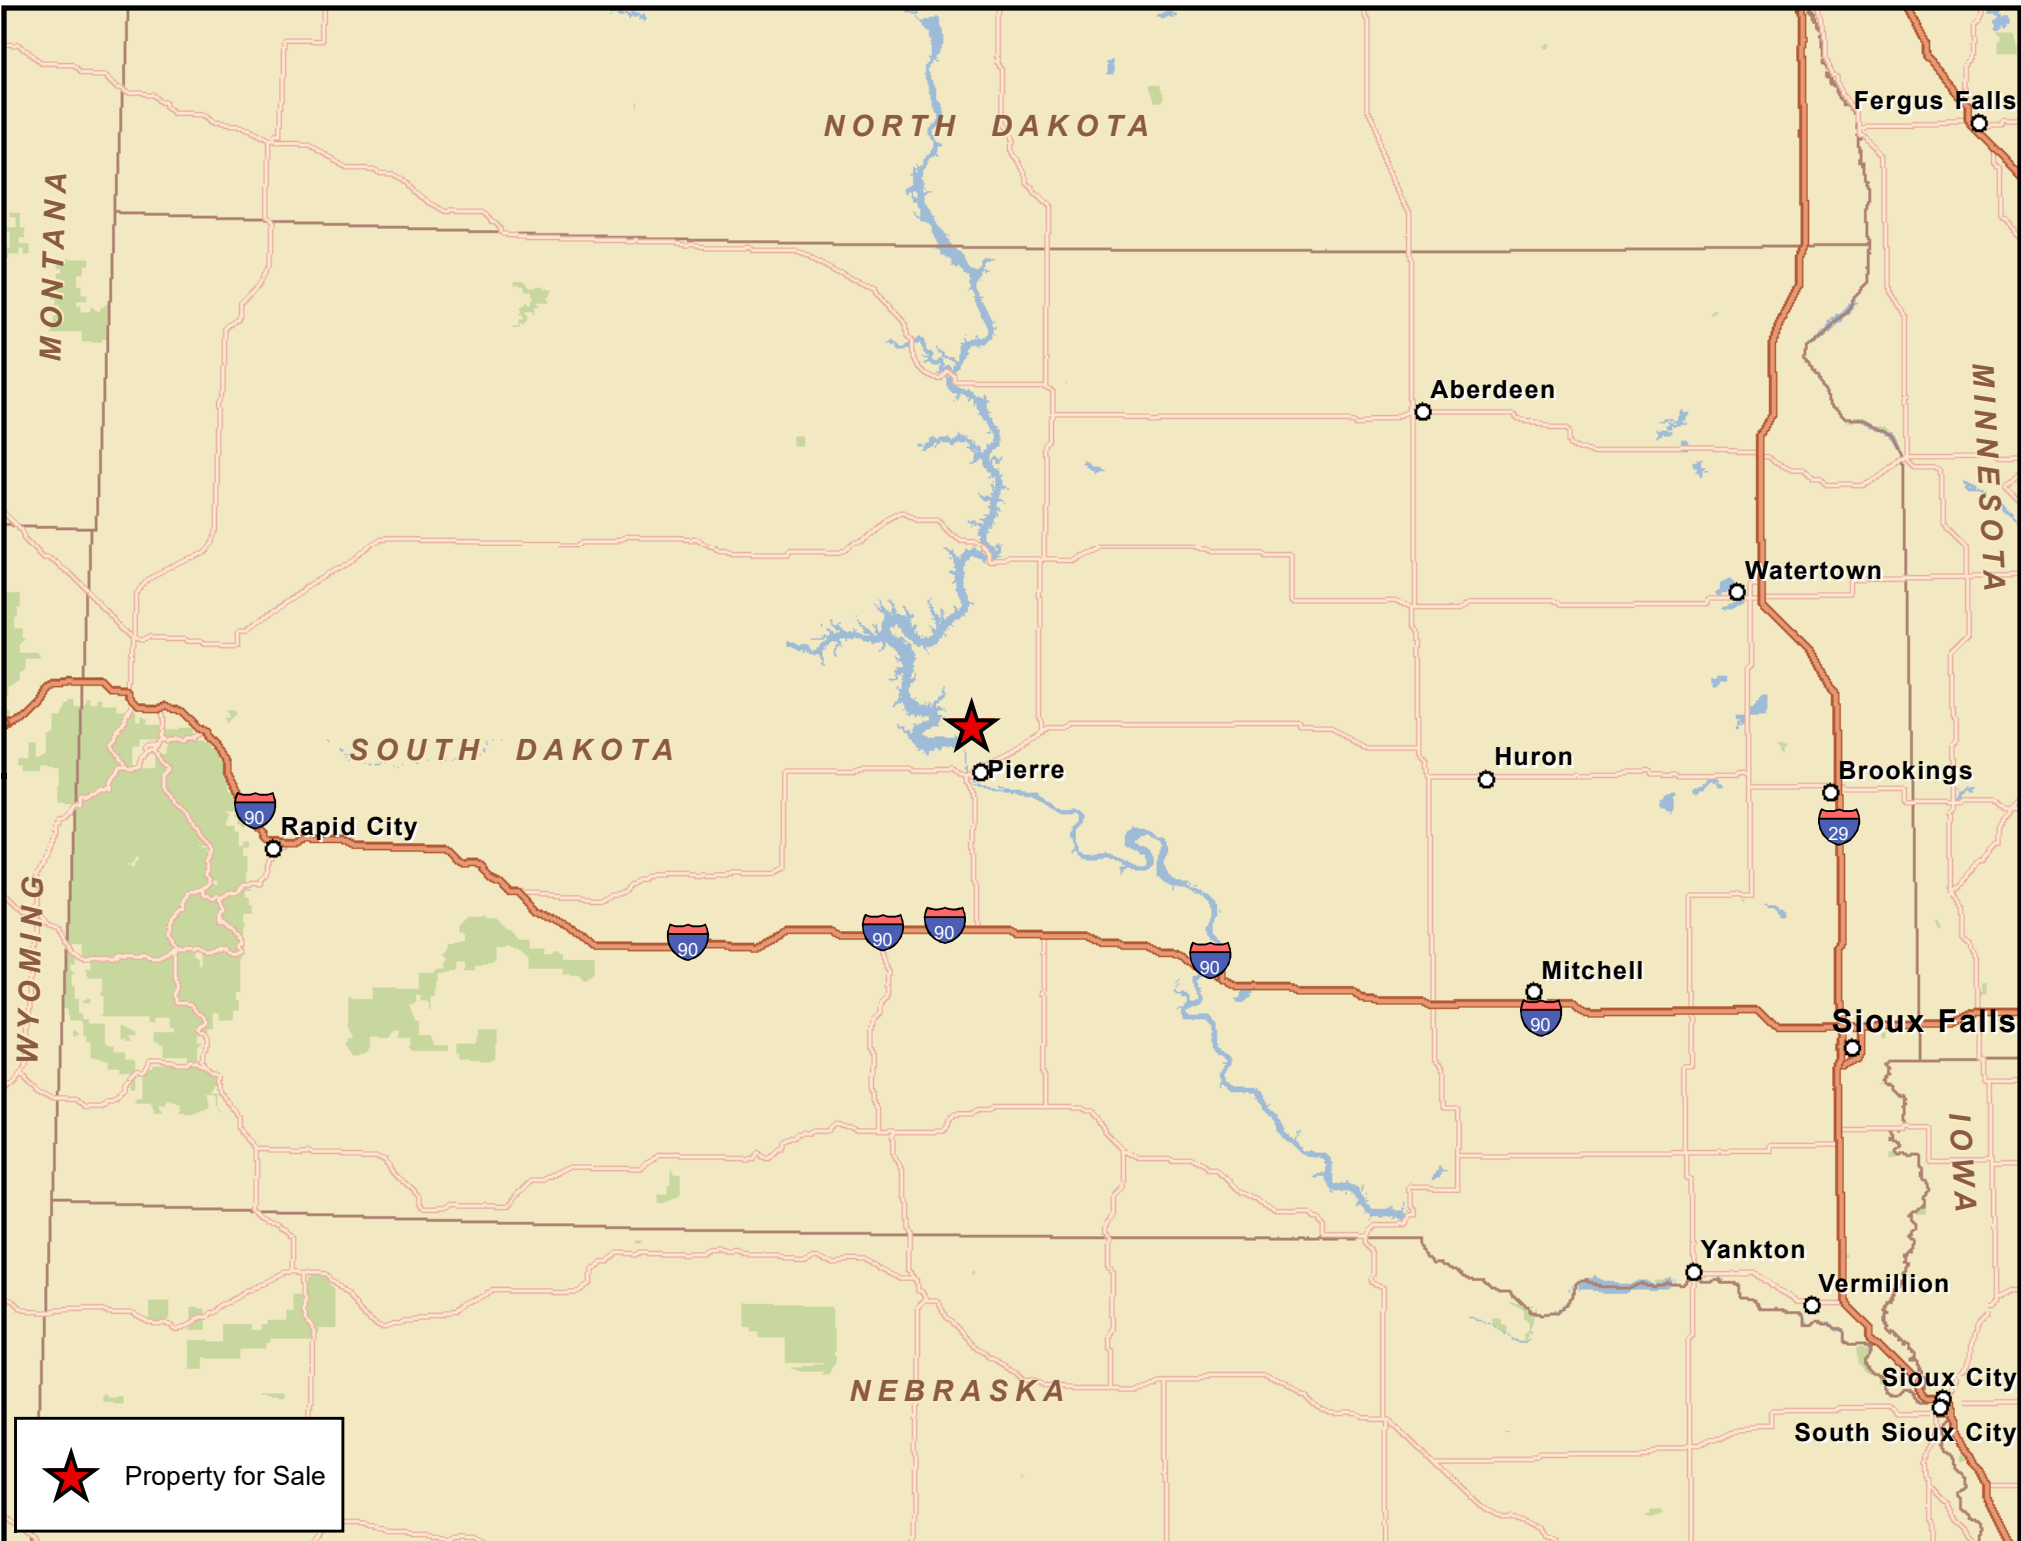 Fergus Falls
NORTH DAKOTA
MONTANA
Aberdeen
MINNESOTA
Watertown
SOUTH DAKOTA
Pierre
Huron
Brookings
90
Rapid City
29
WYOMING
90
90
90
90
Mitchell
90
Sioux Falls
IOWA
Yankton
Vermillion
NEBRASKA
Sioux City
South Sioux City
Property for Sale